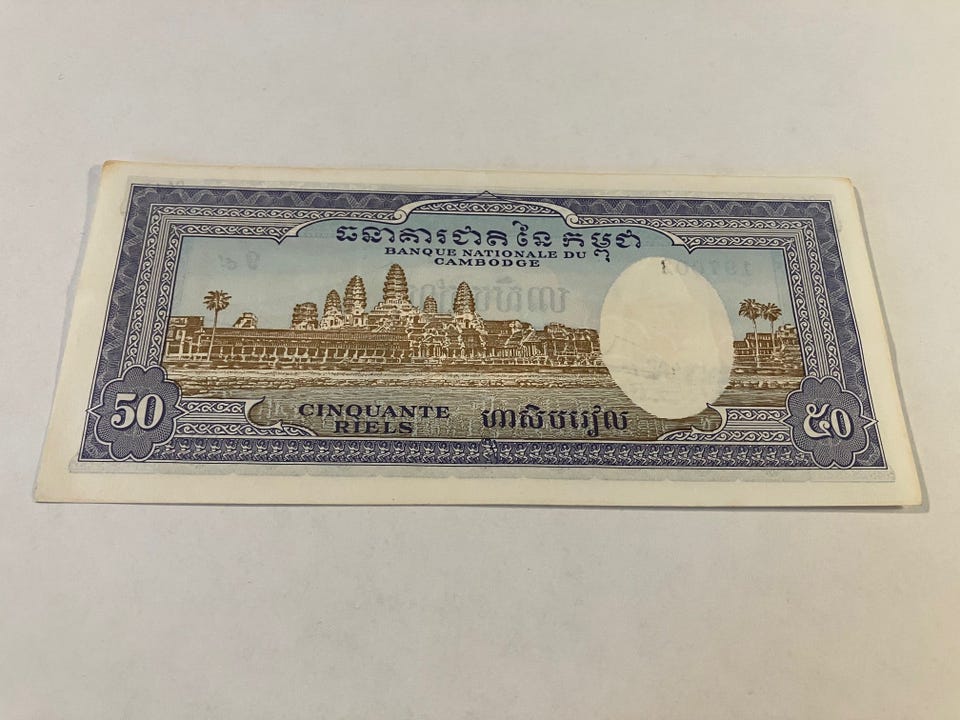 ធនាគារជាតិនៃកម្ពុជា
BANQUE NATIONALE DU
CAMBODGE
50
CINQUANTE
RIELS
ហាសិបរៀល
៥០